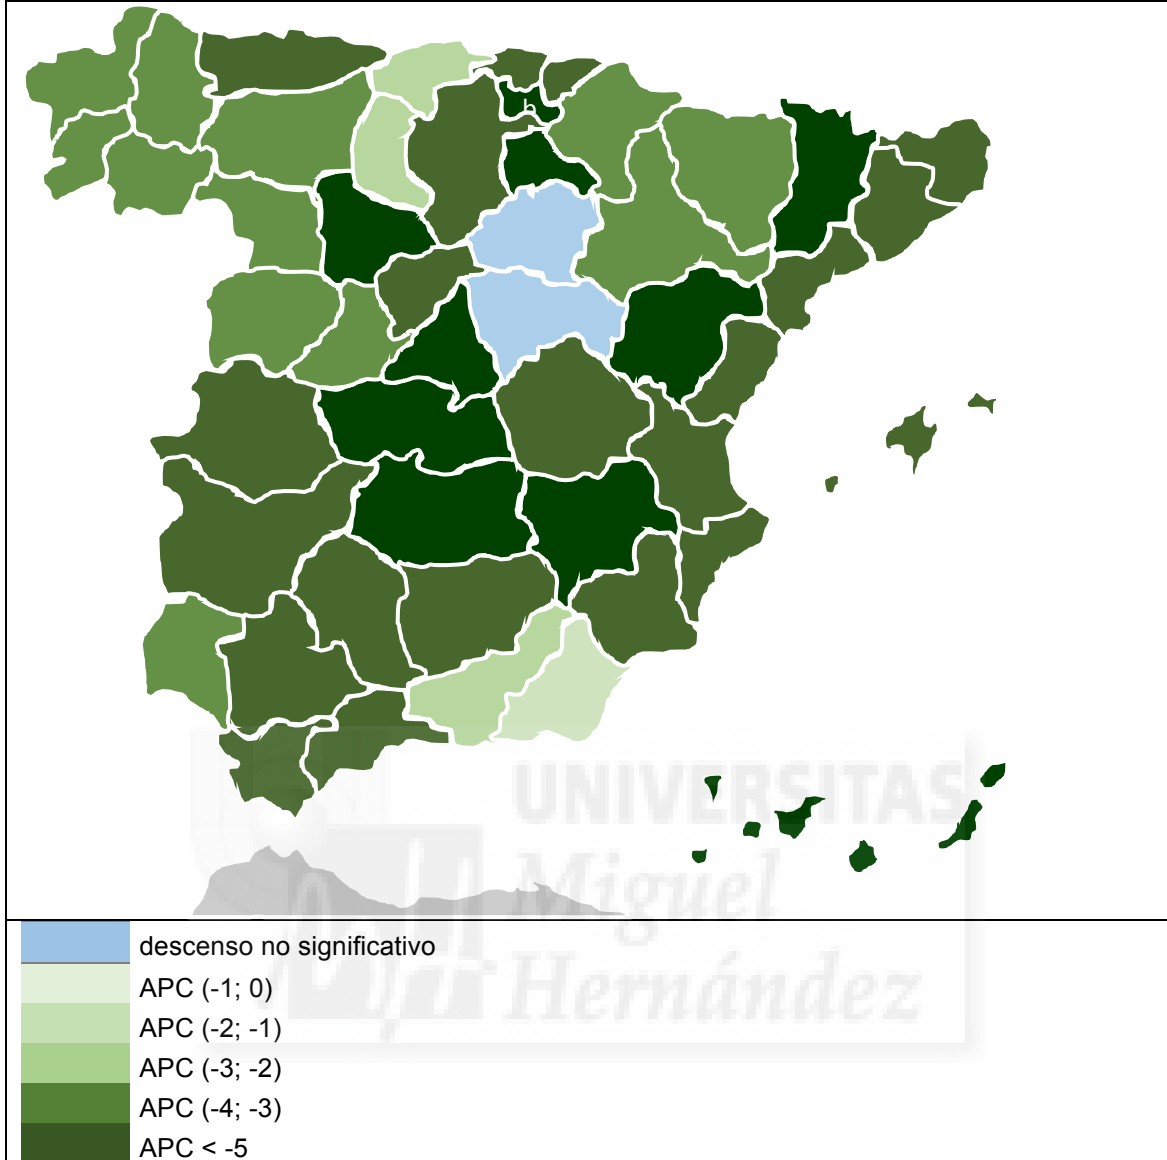 h
UNIVERSITAS
Miguel
Hernández
descenso no significativo
APC (-1; 0)
APC (-2; -1)
APC (-3; -2)
APC (-4; -3)
APC < -5